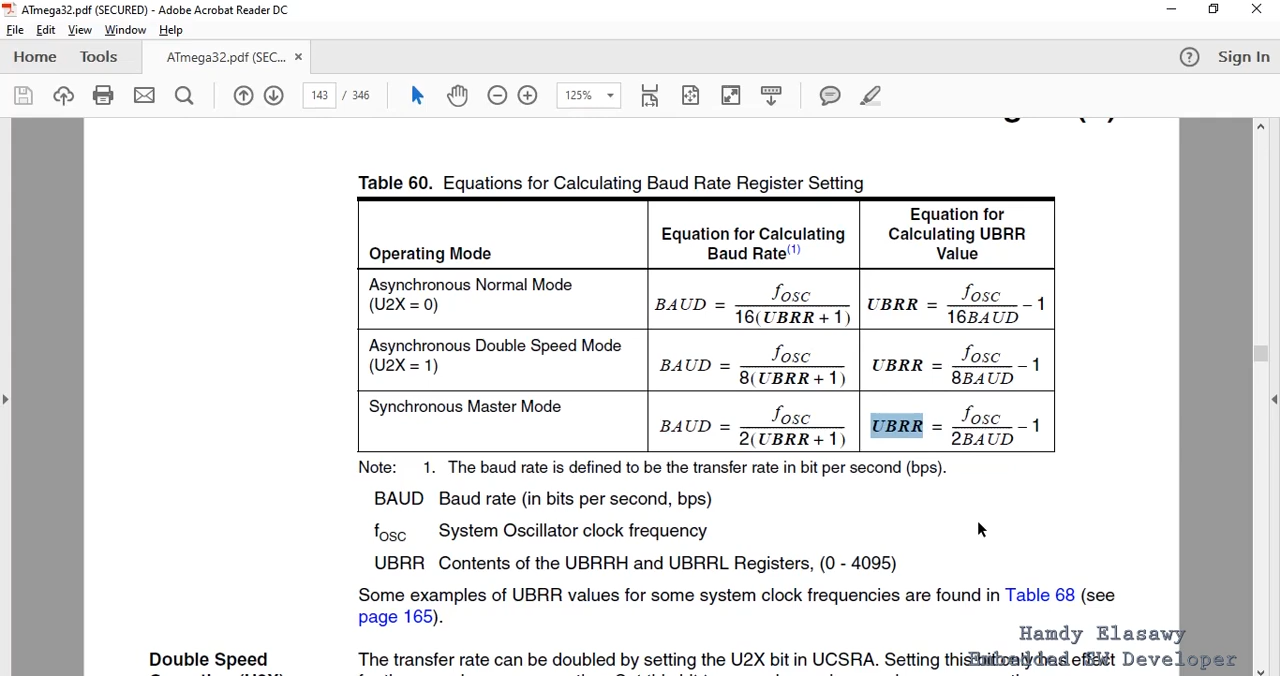 ATmega32.pdf (SECURED) - Adobe Acrobat Reader DC
File Edit View Window Help
Home Tools ATmega32.pdf (SEC... × ? Sign In
143 / 346 125%
Table 60. Equations for Calculating Baud Rate Register Setting
Operating Mode
Equation for Calculating
Baud Rate(1)
Equation for
Calculating UBRR
Value
Asynchronous Normal Mode
(U2X = 0)
BAUD = fOSC / 16(UBRR + 1)
UBRR = fOSC / 16BAUD - 1
Asynchronous Double Speed Mode
(U2X = 1)
BAUD = fOSC / 8(UBRR + 1)
UBRR = fOSC / 8BAUD - 1
Synchronous Master Mode
BAUD = fOSC / 2(UBRR + 1)
UBRR = fOSC / 2BAUD - 1
Note: 1. The baud rate is defined to be the transfer rate in bit per second (bps).
BAUD Baud rate (in bits per second, bps)
fOSC System Oscillator clock frequency
UBRR Contents of the UBRRH and UBRRL Registers, (0 - 4095)
Some examples of UBRR values for some system clock frequencies are found in Table 68 (see
page 165).
Hamdy Elasawy
Embedded SW Developer
Double Speed
The transfer rate can be doubled by setting the U2X bit in UCSRA. Setting this bit only has effect